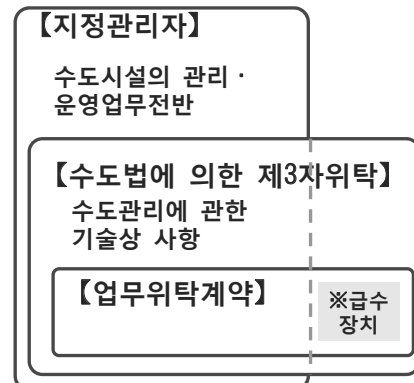 【지정관리자】
수도시설의 관리·
운영업무전반
【수도법에 의한 제3자위탁】
수도관리에 관한
기술상 사항
【업무위탁계약】
※급수
장치